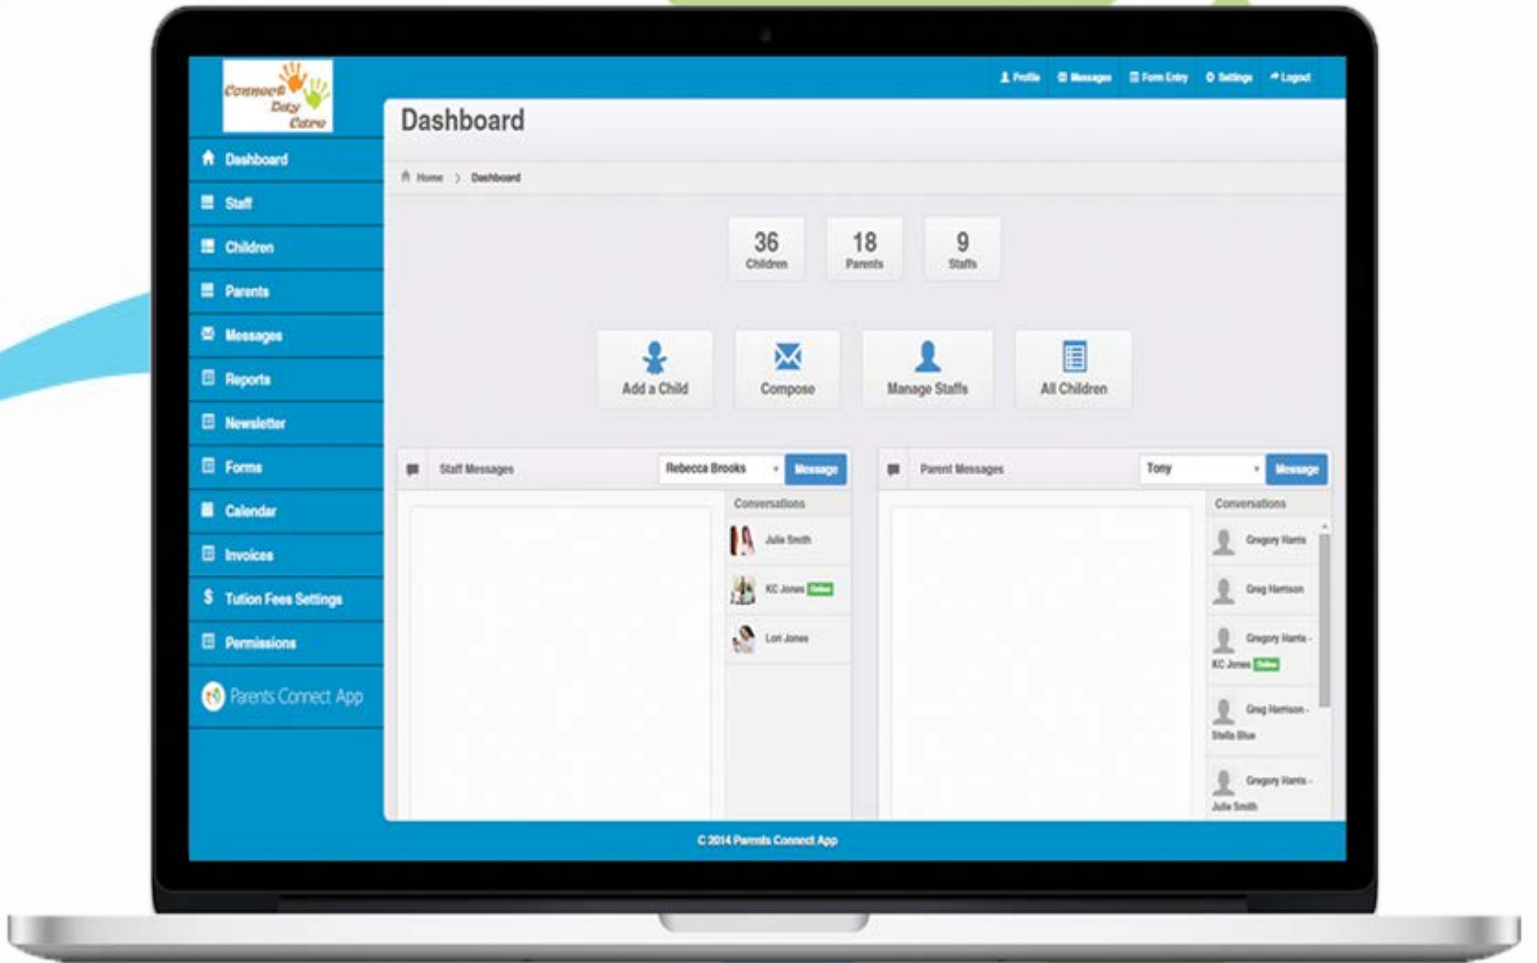 Connect
Day
Care
Profile Messages Form Entry Settings Logout
Dashboard
Home > Dashboard
Dashboard
Staff
Children
Parents
Messages
Reports
Newsletter
Forms
Calendar
Invoices
$ Tution Fees Settings
Permissions
Parents Connect App
36
Children
18
Parents
9
Staffs
Add a Child
Compose
Manage Staffs
All Children
Staff Messages Rebecca Brooks Message
Conversations
Julie Smith
KC Jones Online
Lori Jones
Parent Messages Tony Message
Conversations
Gregory Harris
Greg Harrison
Gregory Harris -
KC Jones Online
Greg Harrison -
Stella Blue
Gregory Harris -
Julie Smith
C 2014 Parents Connect App